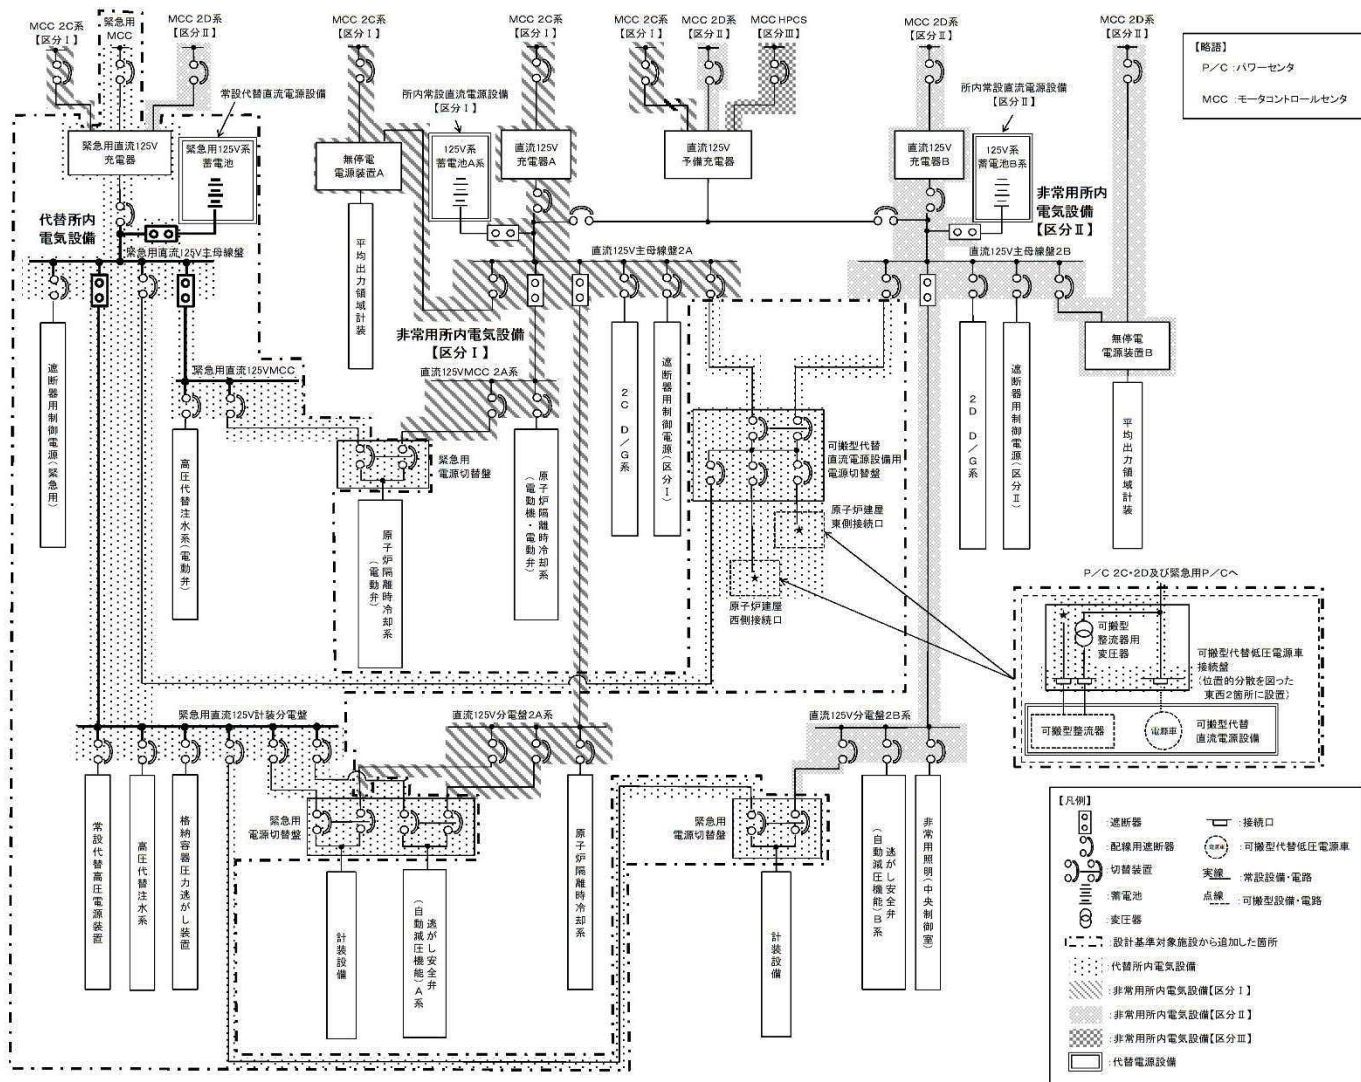 MCC 2C系
【区分Ⅰ】
緊急用
MCC
MCC 2D系
【区分Ⅱ】
MCC 2C系
【区分Ⅰ】
MCC 2C系
【区分Ⅰ】
MCC 2C系
【区分Ⅰ】
MCC 2D系
【区分Ⅱ】
MCC HPCS
【区分Ⅲ】
MCC 2D系
【区分Ⅱ】
MCC 2D系
【区分Ⅱ】
【略語】
P/C :パワーセンタ
MCC :モータコントロールセンタ
常設代替直流電源設備
所内常設直流電源設備
【区分Ⅰ】
所内常設直流電源設備
【区分Ⅱ】
緊急用直流125V
充電器
緊急用125V系
蓄電池
無停電
電源装置A
125V系
蓄電池A系
直流125V
充電器A
直流125V
予備充電器
直流125V
充電器B
125V系
蓄電池B系
非常用所内
電気設備
【区分Ⅱ】
代替所内
電気設備
緊急用直流125V主母線盤
直流125V主母線盤2A
直流125V主母線盤2B
平均出力領域計装
非常用所内電気設備
【区分Ⅰ】
無停電
電源装置B
緊急用直流125VMCC
直流125VMCC 2A系
遮断器用制御電源(緊急用)
高圧代替注水系(電動弁)
緊急用
電源切替盤
原子炉隔離時冷却系
(電動弁)
原子炉隔離時冷却系
(電動機・電動弁)
2C D/G系
遮断器用制御電源(区分Ⅰ)
可搬型代替
直流電源設備用
電源切替盤
2D D/G系
遮断器用制御電源(区分Ⅱ)
平均出力領域計装
原子炉建屋
東側接続口
原子炉建屋
西側接続口
P/C 2C・2D及び緊急用P/Cへ
可搬型
整流器用
変圧器
可搬型代替低圧電源車
接続盤
(位置的分散を図った
東西2箇所に設置)
可搬型整流器
電源車
可搬型代替
直流電源設備
緊急用直流125V計装分電盤
直流125V分電盤2A系
直流125V分電盤2B系
緊急用
電源切替盤
緊急用
電源切替盤
常設代替高圧電源装置
高圧代替注水系
格納容器圧力逃がし装置
計装設備
逃がし安全弁
(自動減圧機能)A系
原子炉隔離時冷却系
計装設備
逃がし安全弁
(自動減圧機能)B系
非常用照明(中央制御室)
【凡例】
:遮断器
:配線用遮断器
:切替装置
:蓄電池
:変圧器
:接続口
電源車
:可搬型代替低圧電源車
実線
:常設設備・電路
点線
:可搬型設備・電路
:設計基準対象施設から追加した箇所
:代替所内電気設備
:非常用所内電気設備【区分Ⅰ】
:非常用所内電気設備【区分Ⅱ】
:非常用所内電気設備【区分Ⅲ】
:代替電源設備